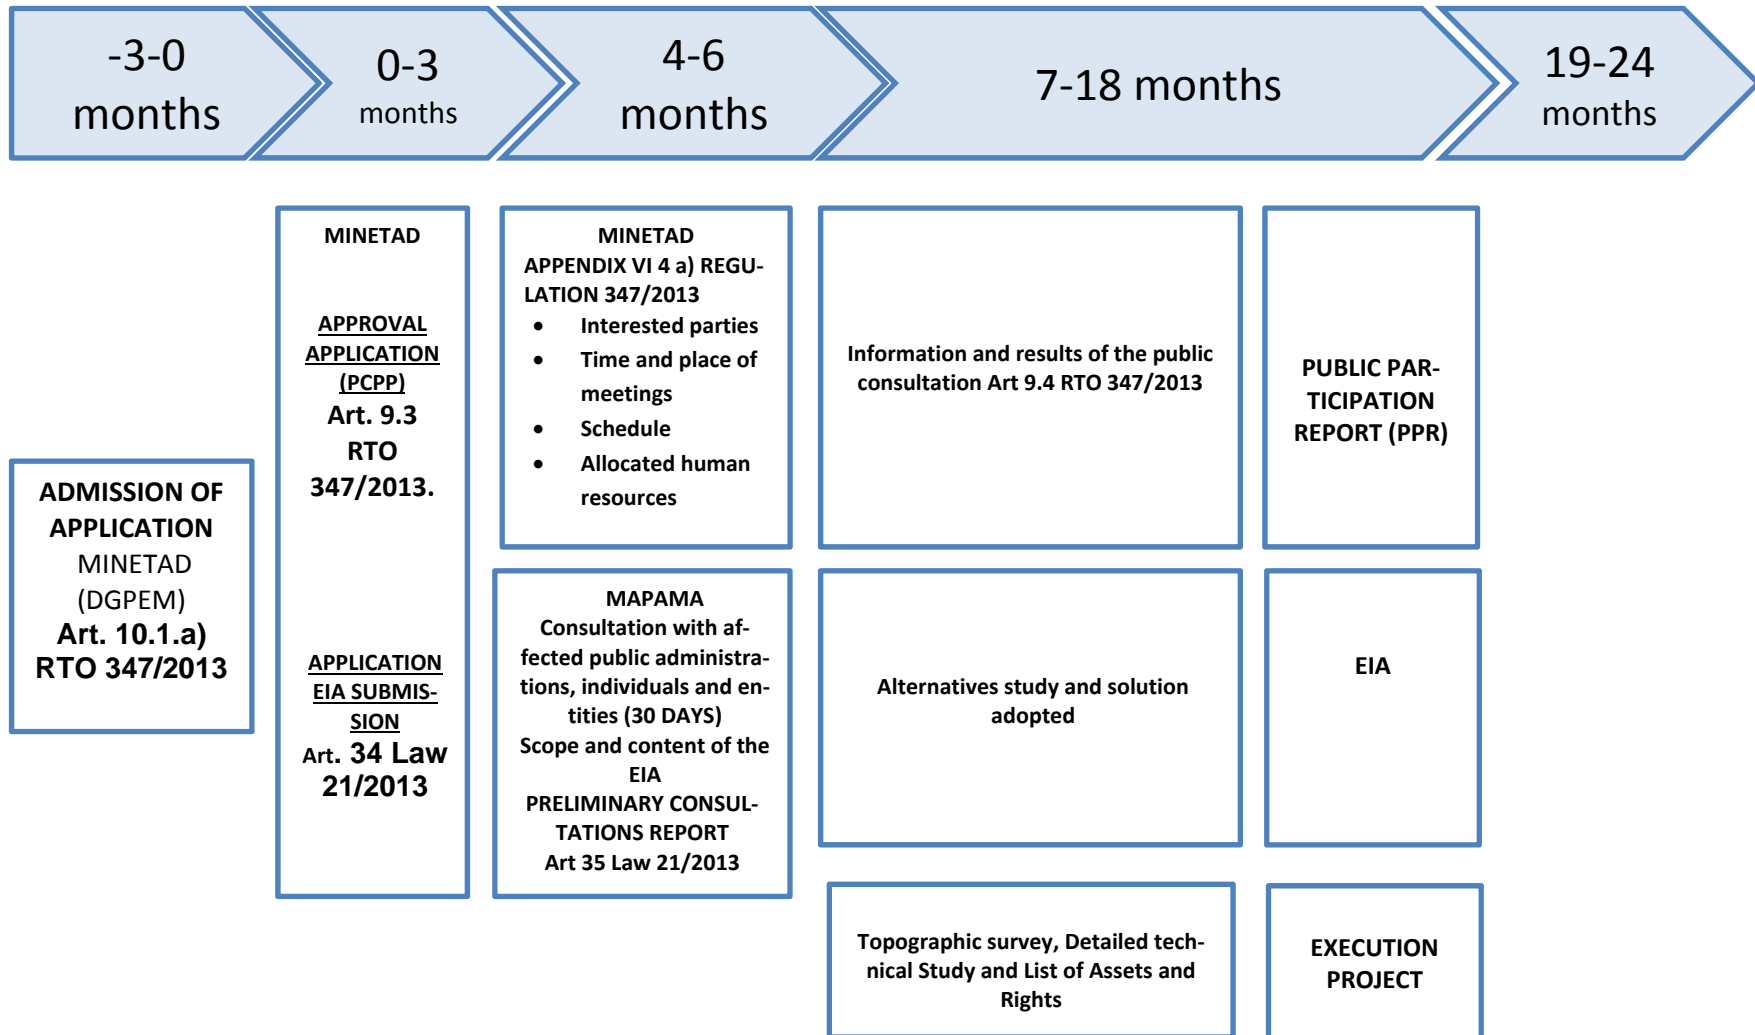 -3-0
months
0-3
months
4-6
months
7-18 months
19-24
months
ADMISSION OF
APPLICATION
MINETAD
(DGPEM)
Art. 10.1.a)
RTO 347/2013
MINETAD
APPROVAL
APPLICATION
(PCPP)
Art. 9.3
RTO
347/2013.
APPLICATION
EIA SUBMIS-
SION
Art. 34 Law
21/2013
MINETAD
APPENDIX VI 4 a) REGU-
LATION 347/2013
• Interested parties
• Time and place of
meetings
• Schedule
• Allocated human
resources
MAPAMA
Consultation with af-
fected public administra-
tions, individuals and en-
tities (30 DAYS)
Scope and content of the
EIA
PRELIMINARY CONSUL-
TATIONS REPORT
Art 35 Law 21/2013
Information and results of the public
consultation Art 9.4 RTO 347/2013
Alternatives study and solution
adopted
Topographic survey, Detailed tech-
nical Study and List of Assets and
Rights
PUBLIC PAR-
TICIPATION
REPORT (PPR)
EIA
EXECUTION
PROJECT